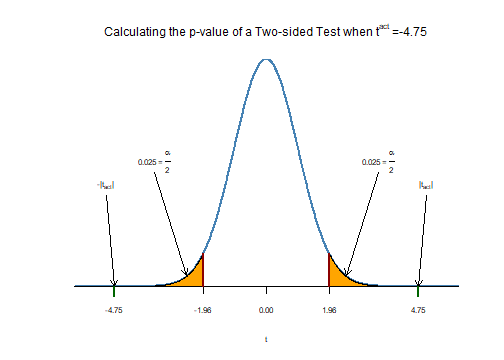 Calculating the p-value of a Two-sided Test when t^act =-4.75
0.025 = α/2
0.025 = α/2
-|t_act|
|t_act|
-4.75 -1.96 0.00 1.96 4.75
t